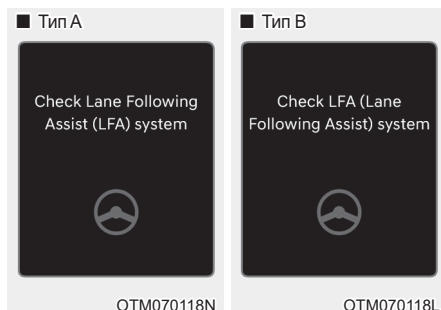 ■ Тип A
Check Lane Following
Assist (LFA) system
OTM070118N
■ Тип B
Check LFA (Lane
Following Assist) system
OTM070118L